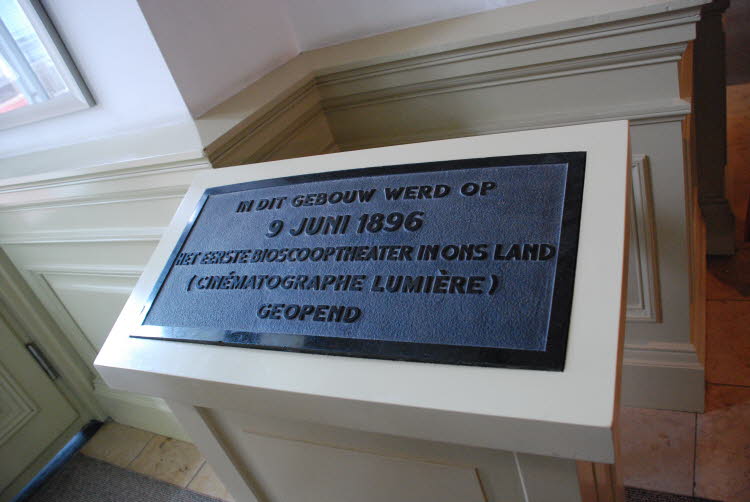 IN DIT GEBOUW WERD OP
9 JUNI 1896
HET EERSTE BIOSCOOPTHEATER IN ONS LAND
(CINÉMATOGRAPHE LUMIÈRE)
GEOPEND